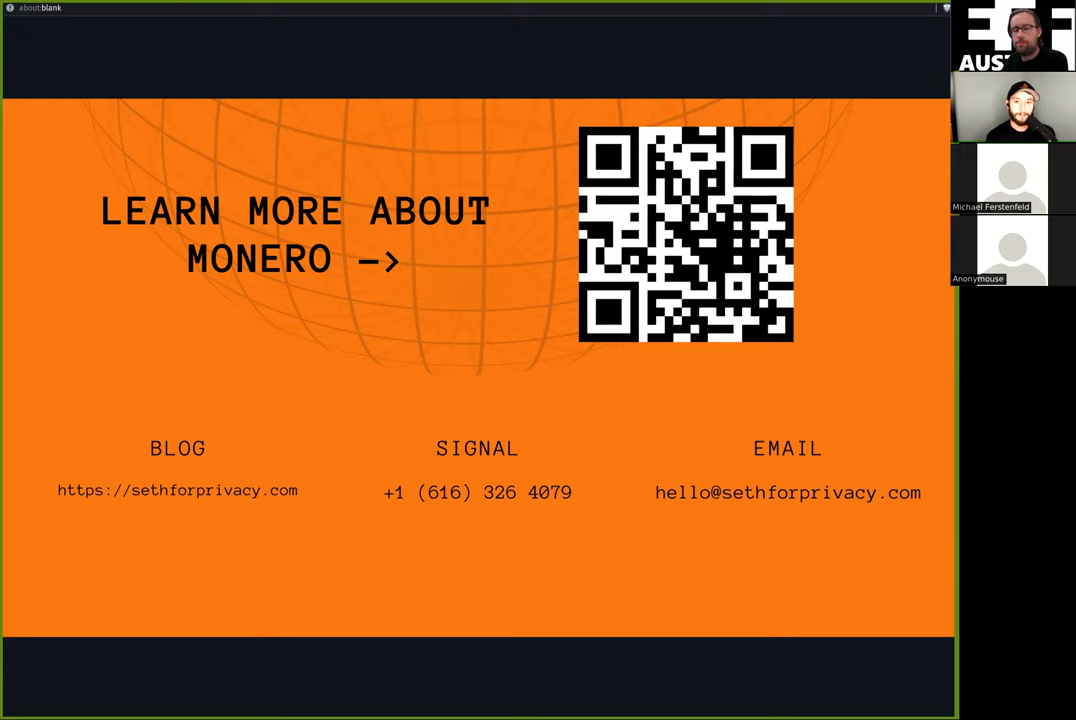 about:blank
LEARN MORE ABOUT
MONERO —>
BLOG
SIGNAL
EMAIL
https://sethforprivacy.com
+1 (616) 326 4079
hello@sethforprivacy.com
AUS
Michael Ferstenfeld
Anonymouse